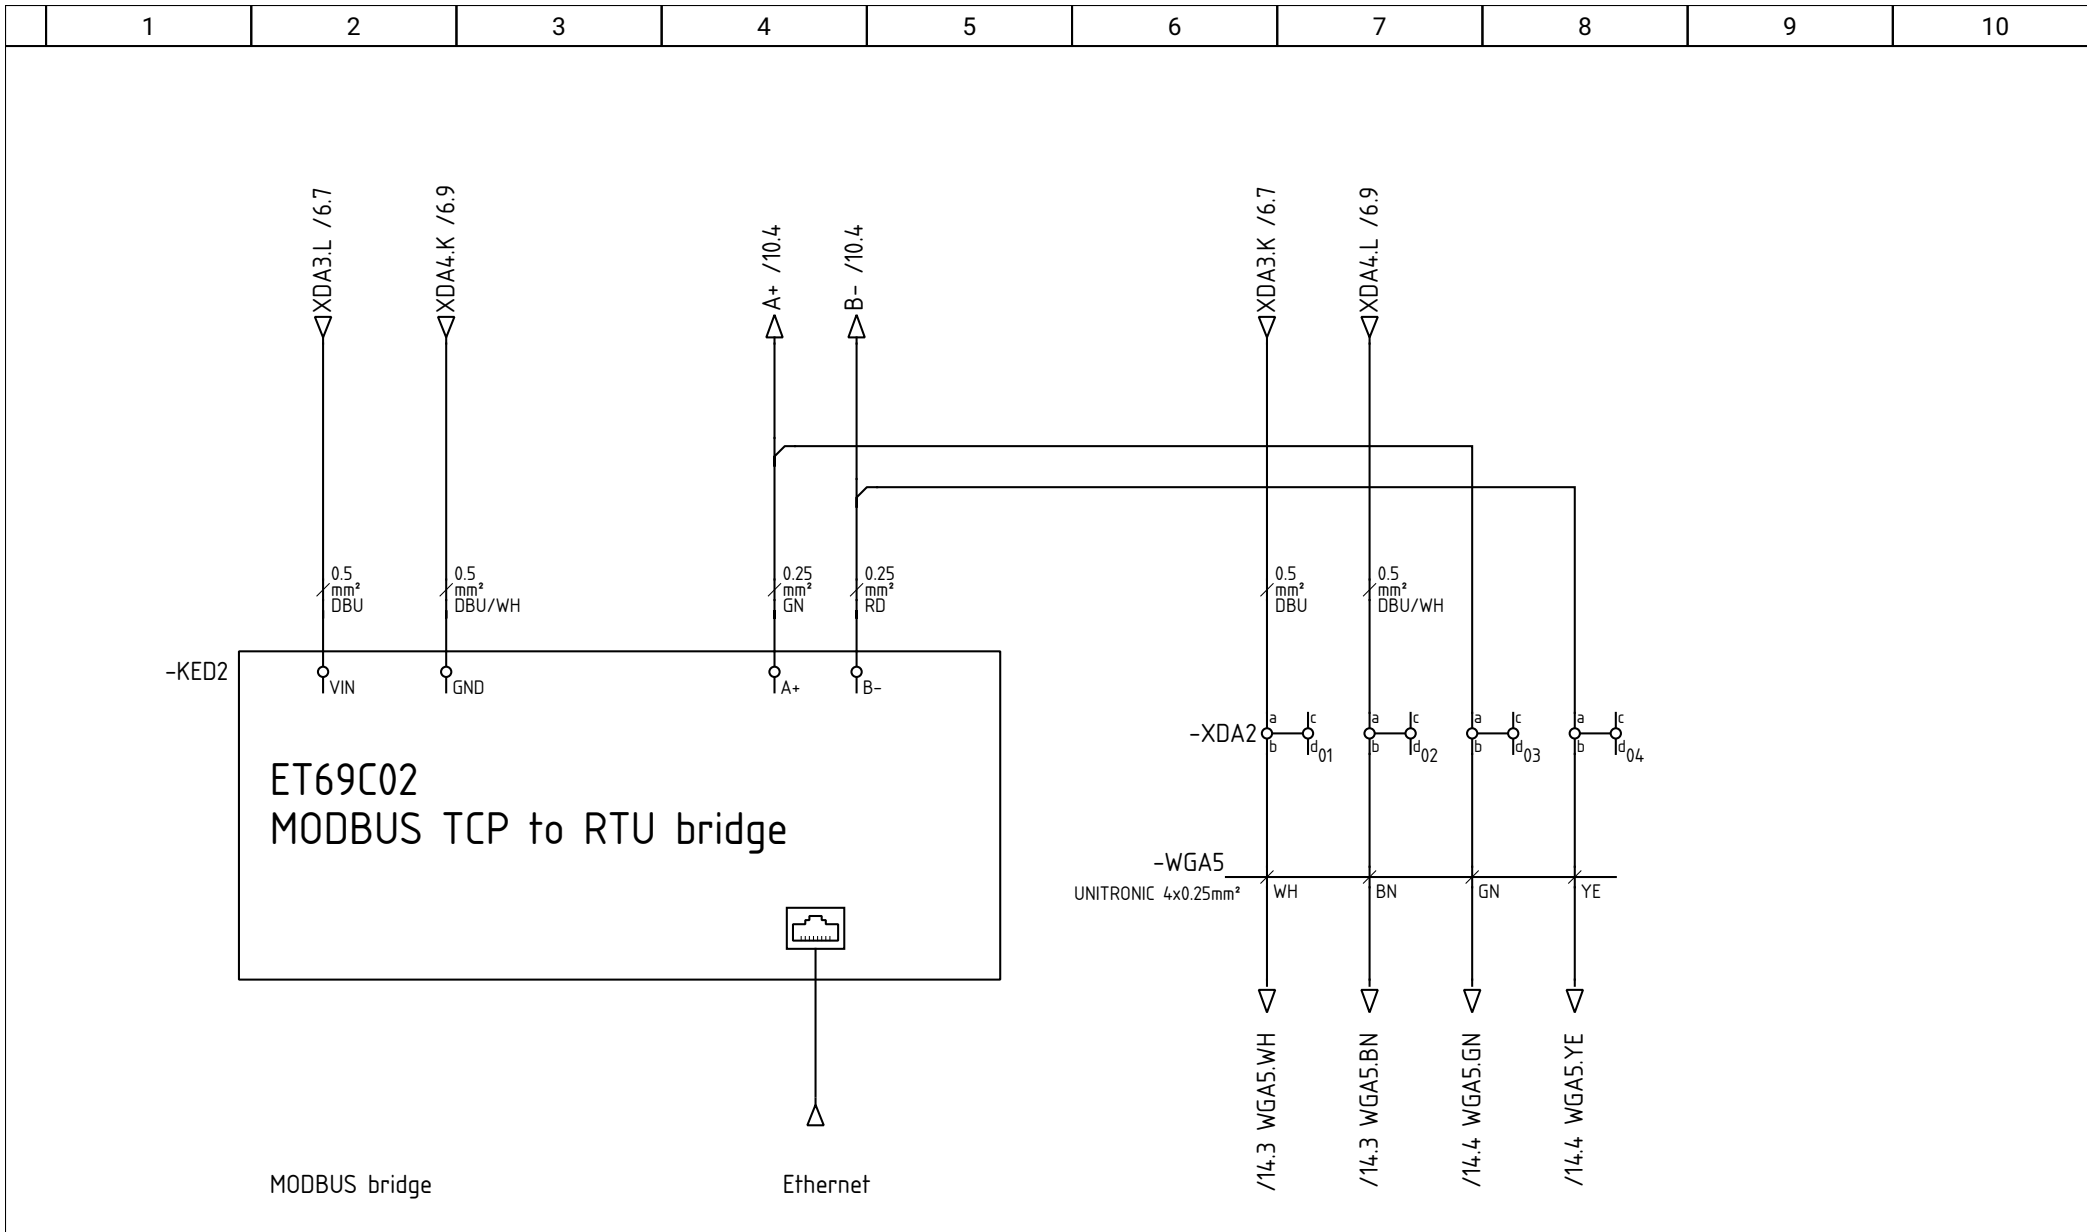 1 2 3 4 5 6 7 8 9 10
XDA3.L /6.7
XDA4.K /6.9
A+ /10.4
B- /10.4
XDA3.K /6.7
XDA4.L /6.9
0.5
mm²
DBU
0.5
mm²
DBU/WH
0.25
mm²
GN
0.25
mm²
RD
0.5
mm²
DBU
0.5
mm²
DBU/WH
-KED2
VIN
GND
A+
B-
ET69C02
MODBUS TCP to RTU bridge
-XDA2
a c
b d 01
a c
b d 02
a c
b d 03
a c
b d 04
-WGA5
UNITRONIC 4x0.25mm²
WH
BN
GN
YE
/14.3 WGA5.WH
/14.3 WGA5.BN
/14.4 WGA5.GN
/14.4 WGA5.YE
MODBUS bridge
Ethernet